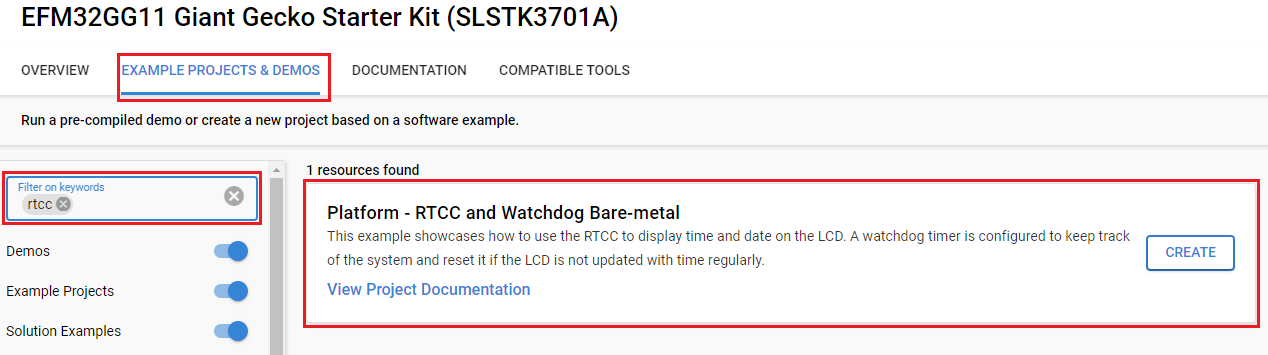 EFM32GG11 Giant Gecko Starter Kit (SLSTK3701A)
OVERVIEW EXAMPLE PROJECTS & DEMOS DOCUMENTATION COMPATIBLE TOOLS
Run a pre-compiled demo or create a new project based on a software example.
Filter on keywords
rtcc
Demos
Example Projects
Solution Examples
1 resources found
Platform - RTCC and Watchdog Bare-metal
This example showcases how to use the RTCC to display time and date on the LCD. A watchdog timer is configured to keep track
of the system and reset it if the LCD is not updated with time regularly.
View Project Documentation
CREATE